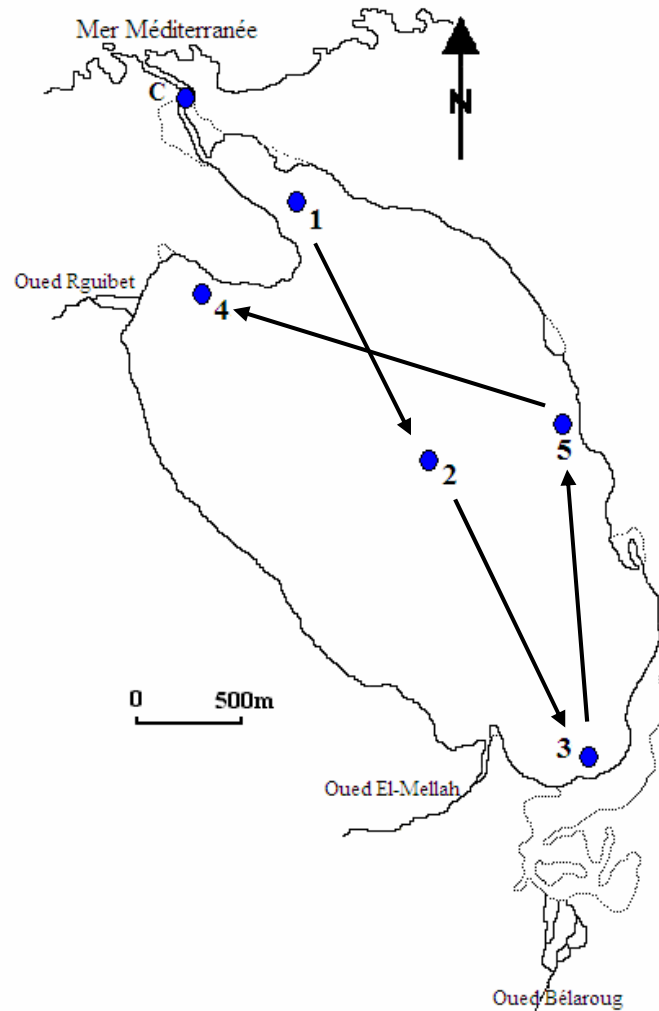 Mer Méditerranée
C
N
1
Oued Rguibet
4
5
2
0 500m
3
Oued El-Mellah
Oued Bélaroug